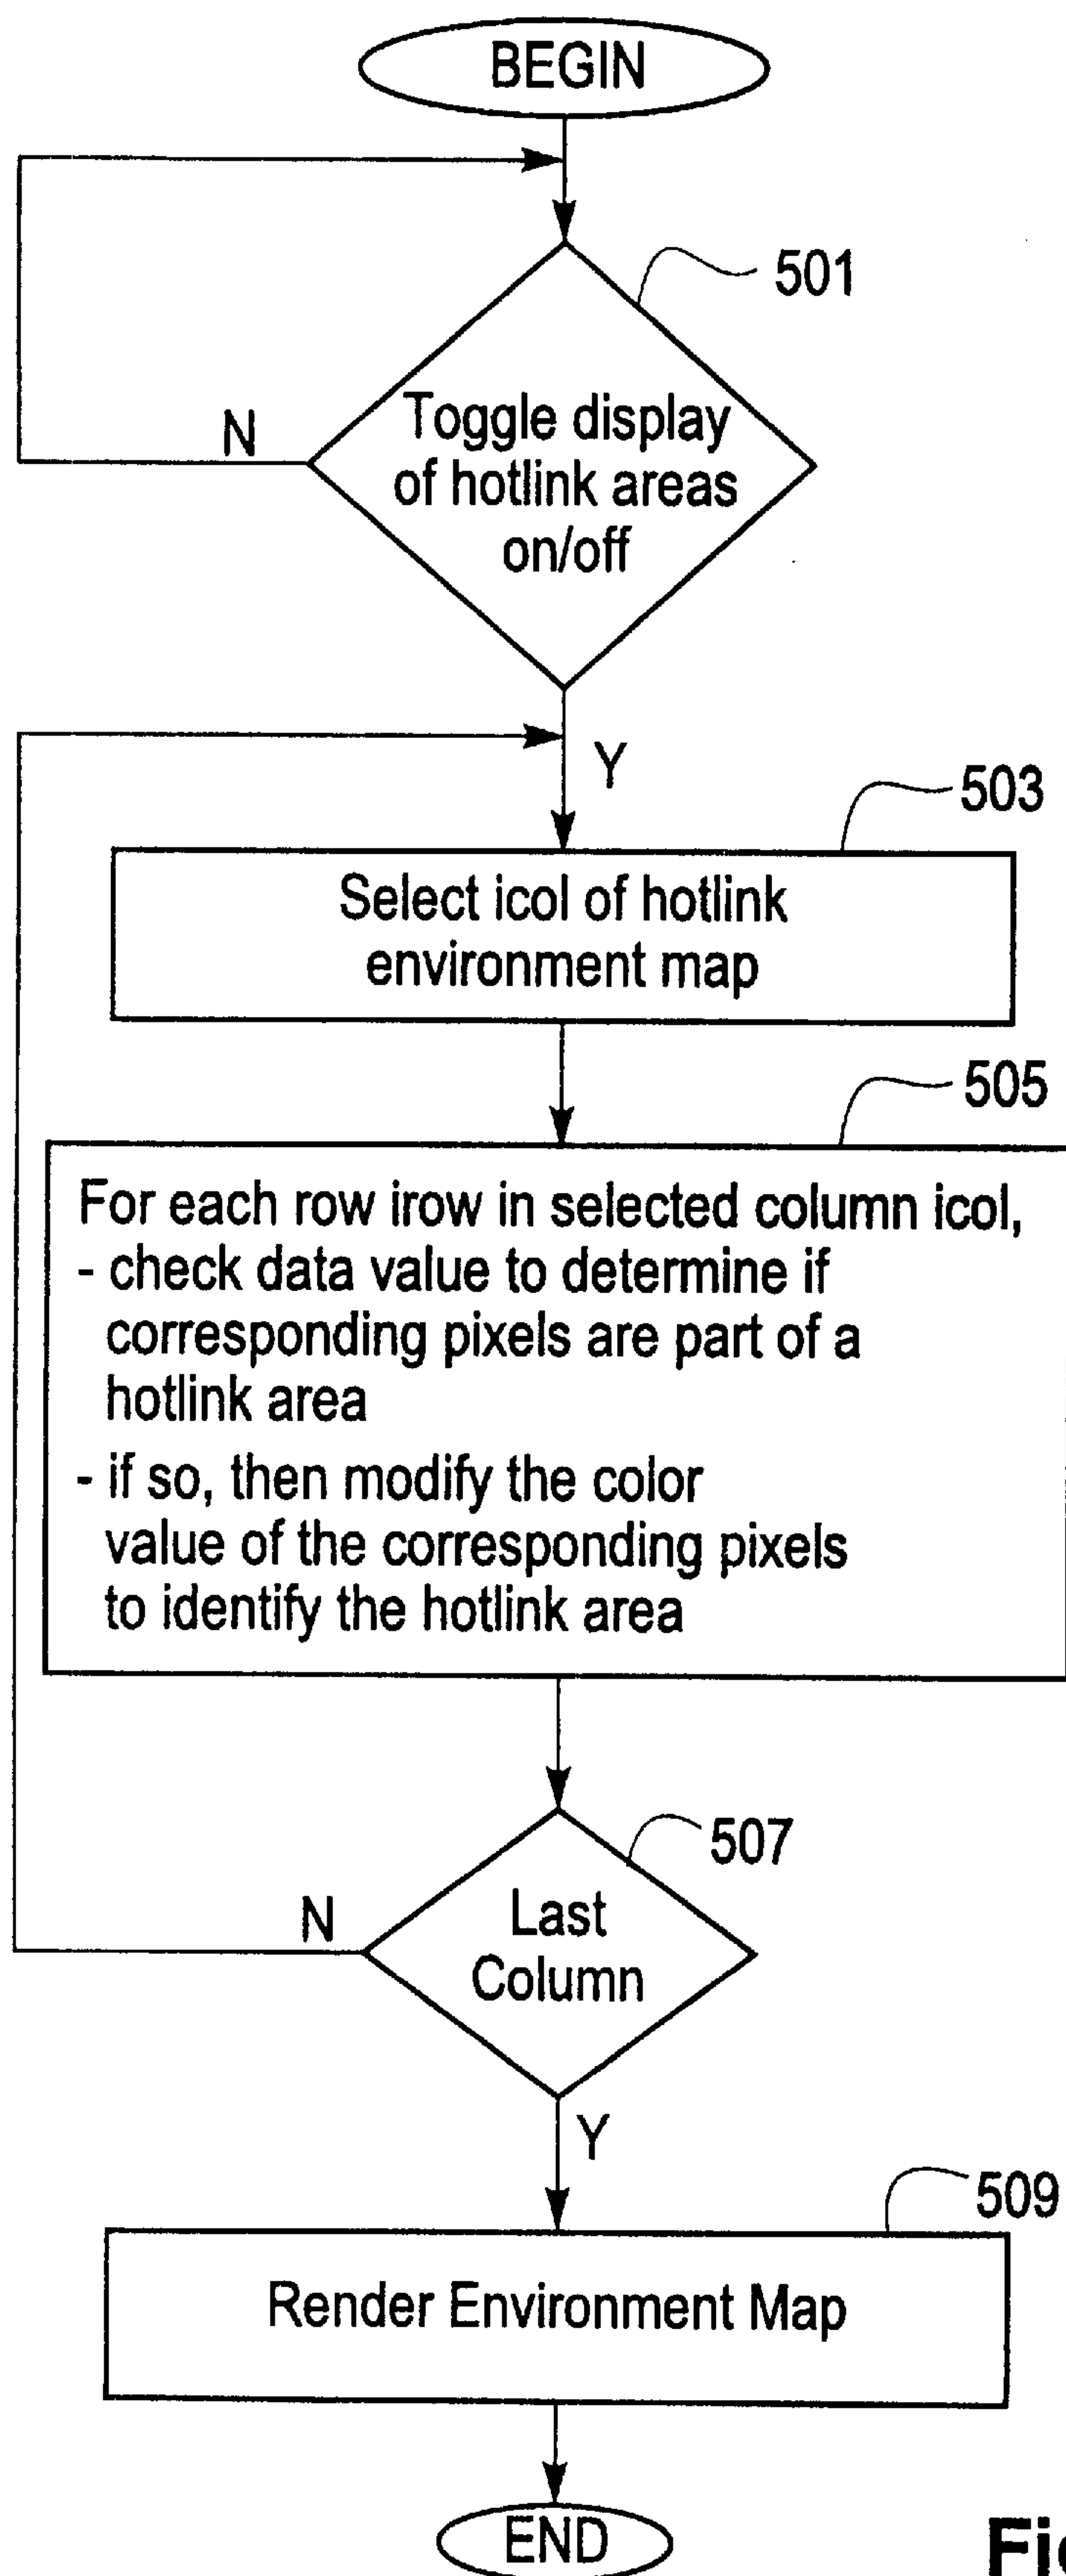 BEGIN
501
Toggle display
of hotlink areas
on/off
N
Y
503
Select icol of hotlink
environment map
505
For each row irow in selected column icol,
- check data value to determine if
corresponding pixels are part of a
hotlink area
- if so, then modify the color
value of the corresponding pixels
to identify the hotlink area
507
Last
Column
N
Y
509
Render Environment Map
END